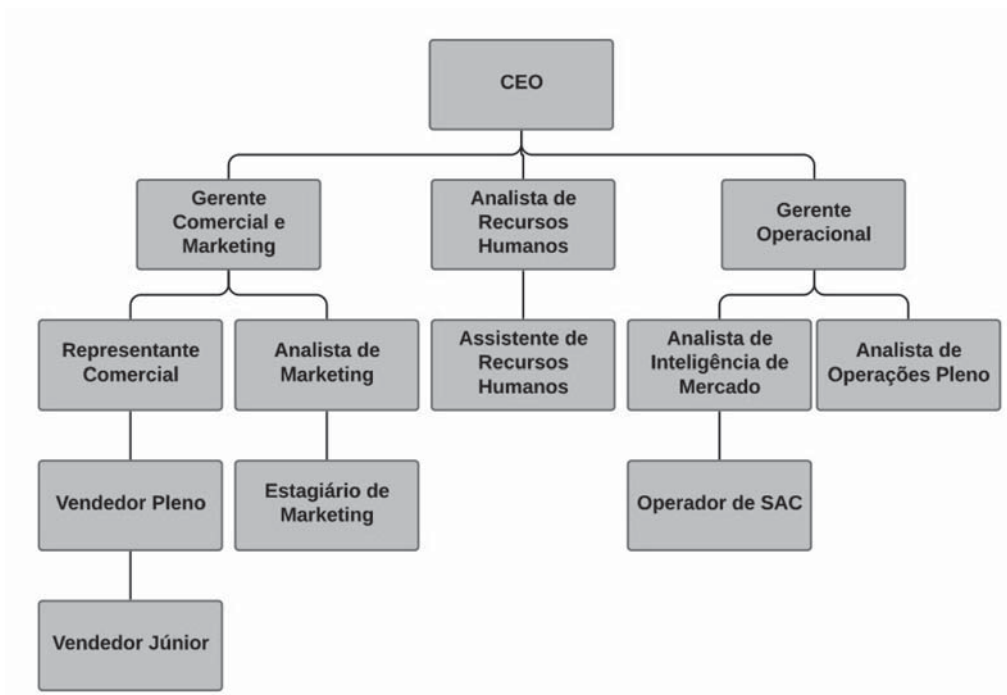 CEO
Gerente
Comercial e
Marketing
Analista de
Recursos
Humanos
Gerente
Operacional
Representante
Comercial
Analista de
Marketing
Assistente de
Recursos
Humanos
Analista de
Inteligência de
Mercado
Analista de
Operações Pleno
Vendedor Pleno
Estagiário de
Marketing
Operador de SAC
Vendedor Júnior